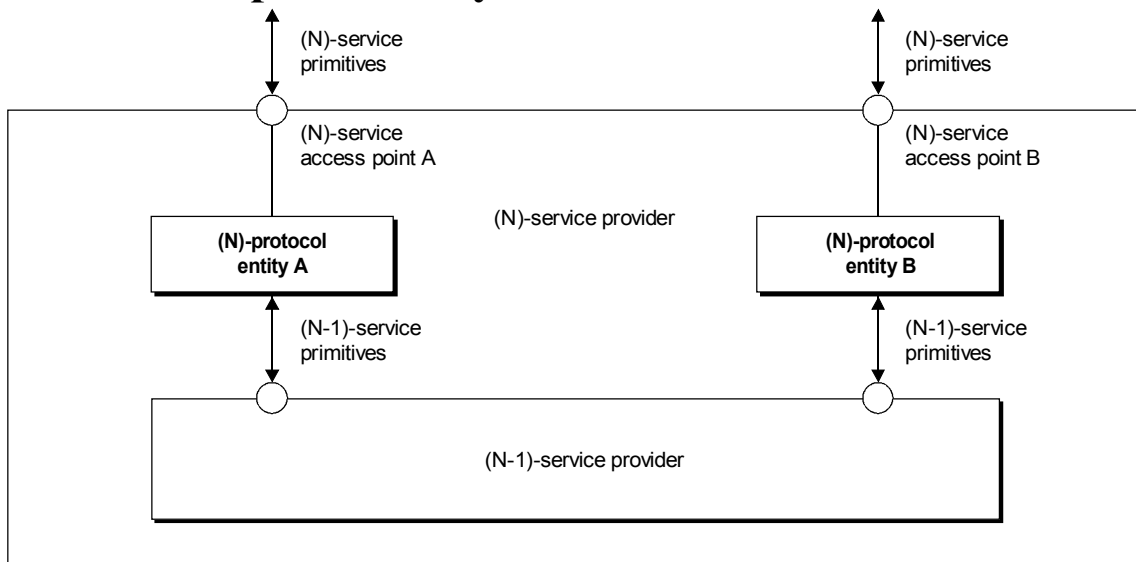 (N)-service
primitives
(N)-service
primitives
(N)-service
access point A
(N)-service
access point B
(N)-service provider
(N)-protocol
entity A
(N)-protocol
entity B
(N-1)-service
primitives
(N-1)-service
primitives
(N-1)-service provider